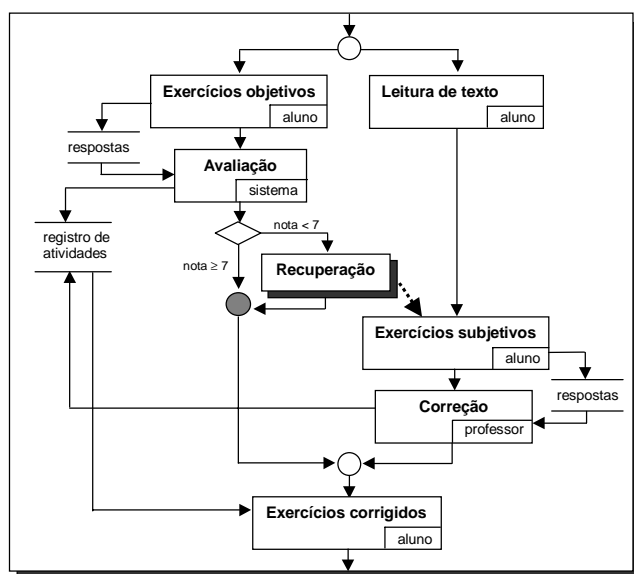 Exercícios objetivos
aluno
Leitura de texto
aluno
respostas
Avaliação
sistema
nota < 7
registro de
atividades
nota ≥ 7
Recuperação
Exercícios subjetivos
aluno
respostas
Correção
professor
Exercícios corrigidos
aluno